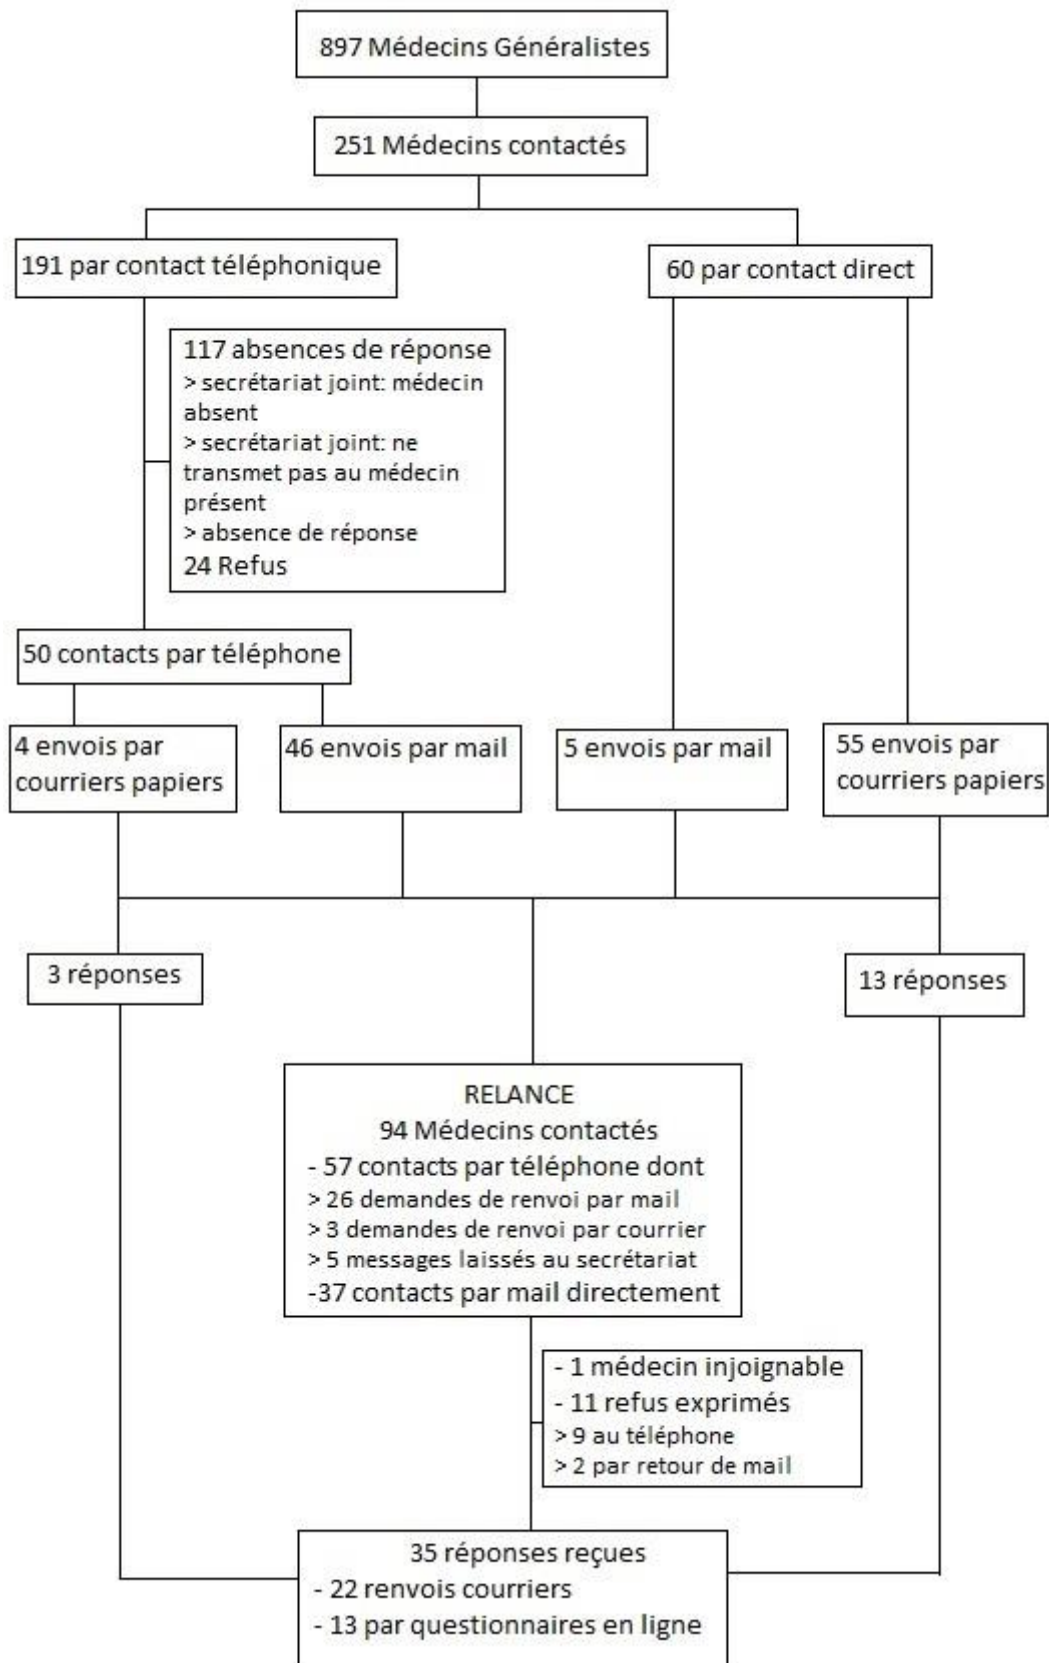 897 Médecins Généralistes
251 Médecins contactés
191 par contact téléphonique
60 par contact direct
117 absences de réponse
> secrétariat joint: médecin
absent
> secrétariat joint: ne
transmet pas au médecin
présent
> absence de réponse
24 Refus
50 contacts par téléphone
4 envois par
courriers papiers
46 envois par mail
5 envois par mail
55 envois par
courriers papiers
3 réponses
13 réponses
RELANCE
94 Médecins contactés
- 57 contacts par téléphone dont
> 26 demandes de renvoi par mail
> 3 demandes de renvoi par courrier
> 5 messages laissés au secrétariat
-37 contacts par mail directement
- 1 médecin injoignable
- 11 refus exprimés
> 9 au téléphone
> 2 par retour de mail
35 réponses reçues
- 22 renvois courriers
- 13 par questionnaires en ligne